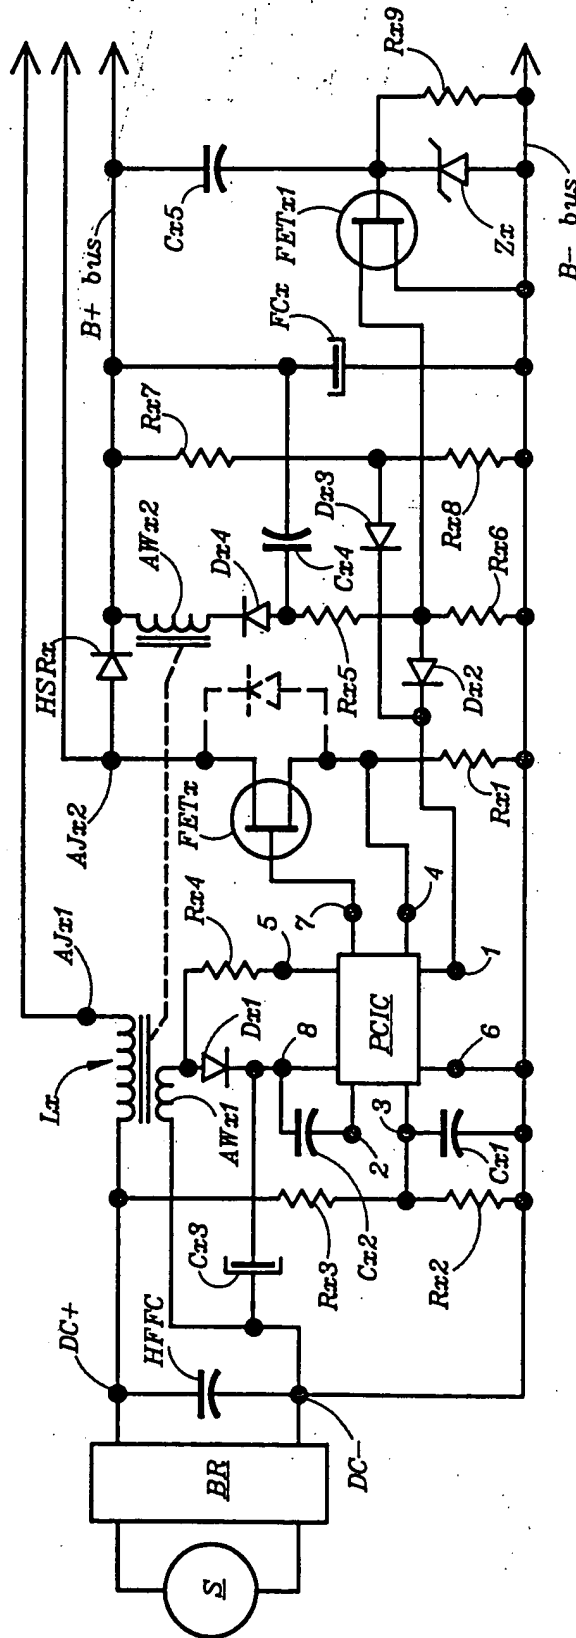 S
BR
DC+
HFFC
DC-
Cx3
Lx
AJx1
AWx1
Dx1
Rx4
5
8
Cx2
2
3
Rx3
Rx2
Cx1
6
PCIC
7
4
1
AJx2
HSRx
FETx
Rx1
AWx2
Dx4
Rx5
Cx4
Dx3
Dx2
Rx6
Rx7
Rx8
B+ bus
FCx
FETx1
Cx5
Zx
Rx9
B- bus